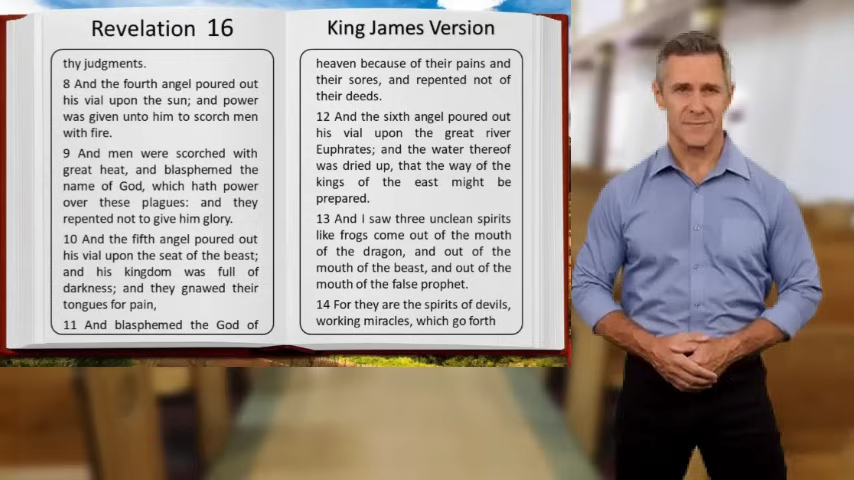 Revelation 16
thy judgments.
8 And the fourth angel poured out
his vial upon the sun; and power
was given unto him to scorch men
with fire.
9 And men were scorched with
great heat, and blasphemed the
name of God, which hath power
over these plagues: and they
repented not to give him glory.
10 And the fifth angel poured out
his vial upon the seat of the beast;
and his kingdom was full of
darkness; and they gnawed their
tongues for pain,
11 And blasphemed the God of
King James Version
heaven because of their pains and
their sores, and repented not of
their deeds.
12 And the sixth angel poured out
his vial upon the great river
Euphrates; and the water thereof
was dried up, that the way of the
kings of the east might be
prepared.
13 And I saw three unclean spirits
like frogs come out of the mouth
of the dragon, and out of the
mouth of the beast, and out of the
mouth of the false prophet.
14 For they are the spirits of devils,
working miracles, which go forth